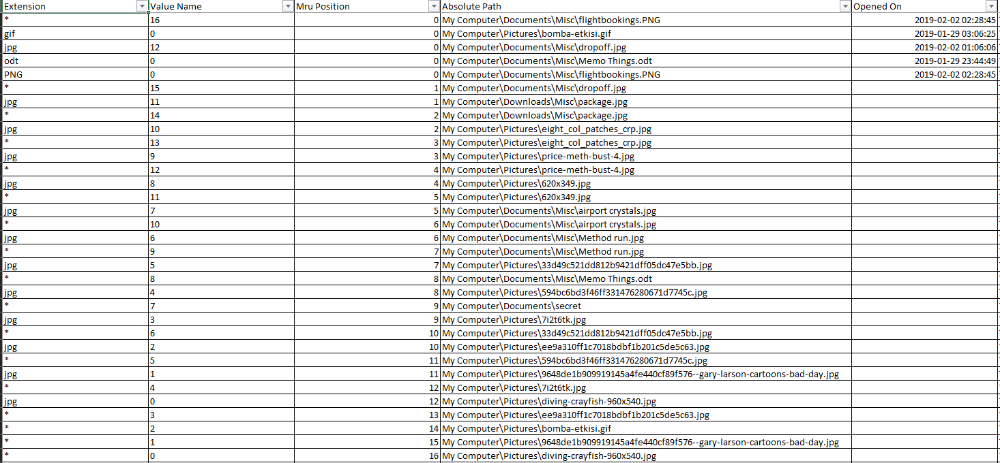 Extension Value Name Mru Position Absolute Path Opened On
* 16 0 My Computer\Documents\Misc\flightbookings.PNG 2019-02-02 02:28:45
gif 0 0 My Computer\Pictures\bomba-etkisi.gif 2019-01-29 03:06:25
jpg 12 0 My Computer\Documents\Misc\dropoff.jpg 2019-02-02 01:06:06
odt 0 0 My Computer\Documents\Misc\Memo Things.odt 2019-01-29 23:44:49
PNG 0 0 My Computer\Documents\Misc\flightbookings.PNG 2019-02-02 02:28:45
* 15 1 My Computer\Documents\Misc\dropoff.jpg
jpg 11 1 My Computer\Downloads\Misc\package.jpg
* 14 2 My Computer\Downloads\Misc\package.jpg
jpg 10 2 My Computer\Pictures\eight_col_patches_crp.jpg
* 13 3 My Computer\Pictures\eight_col_patches_crp.jpg
jpg 9 3 My Computer\Pictures\price-meth-bust-4.jpg
* 12 4 My Computer\Pictures\price-meth-bust-4.jpg
jpg 8 4 My Computer\Pictures\620x349.jpg
* 11 5 My Computer\Pictures\620x349.jpg
jpg 7 5 My Computer\Documents\Misc\airport crystals.jpg
* 10 6 My Computer\Documents\Misc\airport crystals.jpg
jpg 6 6 My Computer\Documents\Misc\Method run.jpg
* 9 7 My Computer\Documents\Misc\Method run.jpg
jpg 5 7 My Computer\Pictures\33d49c521dd812b9421dff05dc47e5bb.jpg
* 8 8 My Computer\Documents\Misc\Memo Things.odt
jpg 4 8 My Computer\Pictures\594bc6bd3f46ff331476280671d7745c.jpg
* 7 9 My Computer\Documents\secret
jpg 3 9 My Computer\Pictures\7i2t6tk.jpg
* 6 10 My Computer\Pictures\33d49c521dd812b9421dff05dc47e5bb.jpg
jpg 2 10 My Computer\Pictures\ee9a310ff1c7018bdbf1b201c5de5c63.jpg
* 5 11 My Computer\Pictures\594bc6bd3f46ff331476280671d7745c.jpg
jpg 1 11 My Computer\Pictures\9648de1b909919145a4fe440cf89f576--gary-larson-cartoons-bad-day.jpg
* 4 12 My Computer\Pictures\7i2t6tk.jpg
jpg 0 12 My Computer\Pictures\diving-crayfish-960x540.jpg
* 3 13 My Computer\Pictures\ee9a310ff1c7018bdbf1b201c5de5c63.jpg
* 2 14 My Computer\Pictures\bomba-etkisi.gif
* 1 15 My Computer\Pictures\9648de1b909919145a4fe440cf89f576--gary-larson-cartoons-bad-day.jpg
* 0 16 My Computer\Pictures\diving-crayfish-960x540.jpg